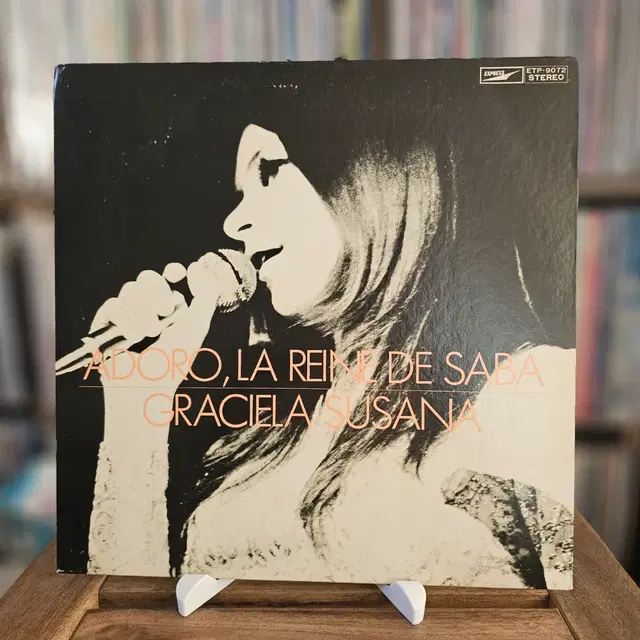 EXPRESS
ETP-9072
STEREO
ADORO, LA REINE DE SABA
GRACIELA SUSANA